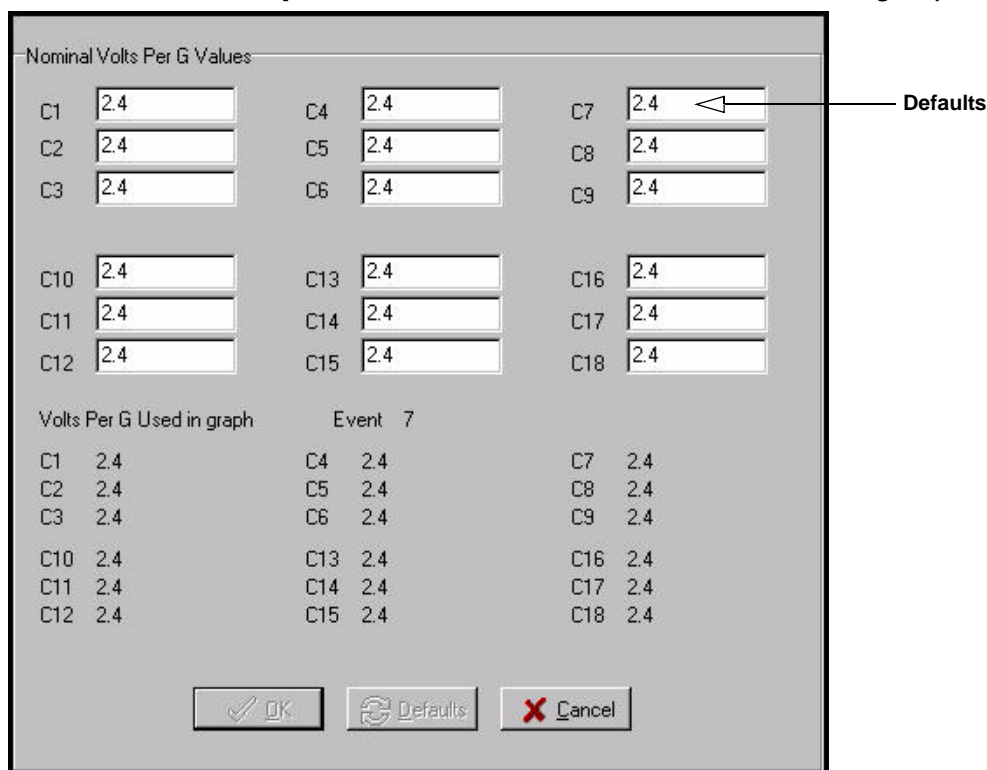 Nominal Volts Per G Values
C1 2.4 C4 2.4 C7 2.4 Defaults
C2 2.4 C5 2.4 C8 2.4
C3 2.4 C6 2.4 C9 2.4
C10 2.4 C13 2.4 C16 2.4
C11 2.4 C14 2.4 C17 2.4
C12 2.4 C15 2.4 C18 2.4
Volts Per G Used in graph Event 7
C1 2.4 C4 2.4 C7 2.4
C2 2.4 C5 2.4 C8 2.4
C3 2.4 C6 2.4 C9 2.4
C10 2.4 C13 2.4 C16 2.4
C11 2.4 C14 2.4 C17 2.4
C12 2.4 C15 2.4 C18 2.4
OK Defaults Cancel